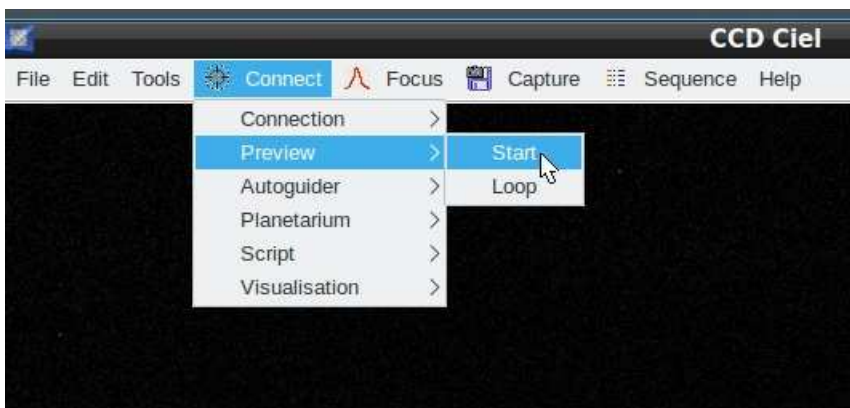 CCD Ciel
File Edit Tools Connect Focus Capture Sequence Help
Connection
Preview Start
Autoguider Loop
Planetarium
Script
Visualisation